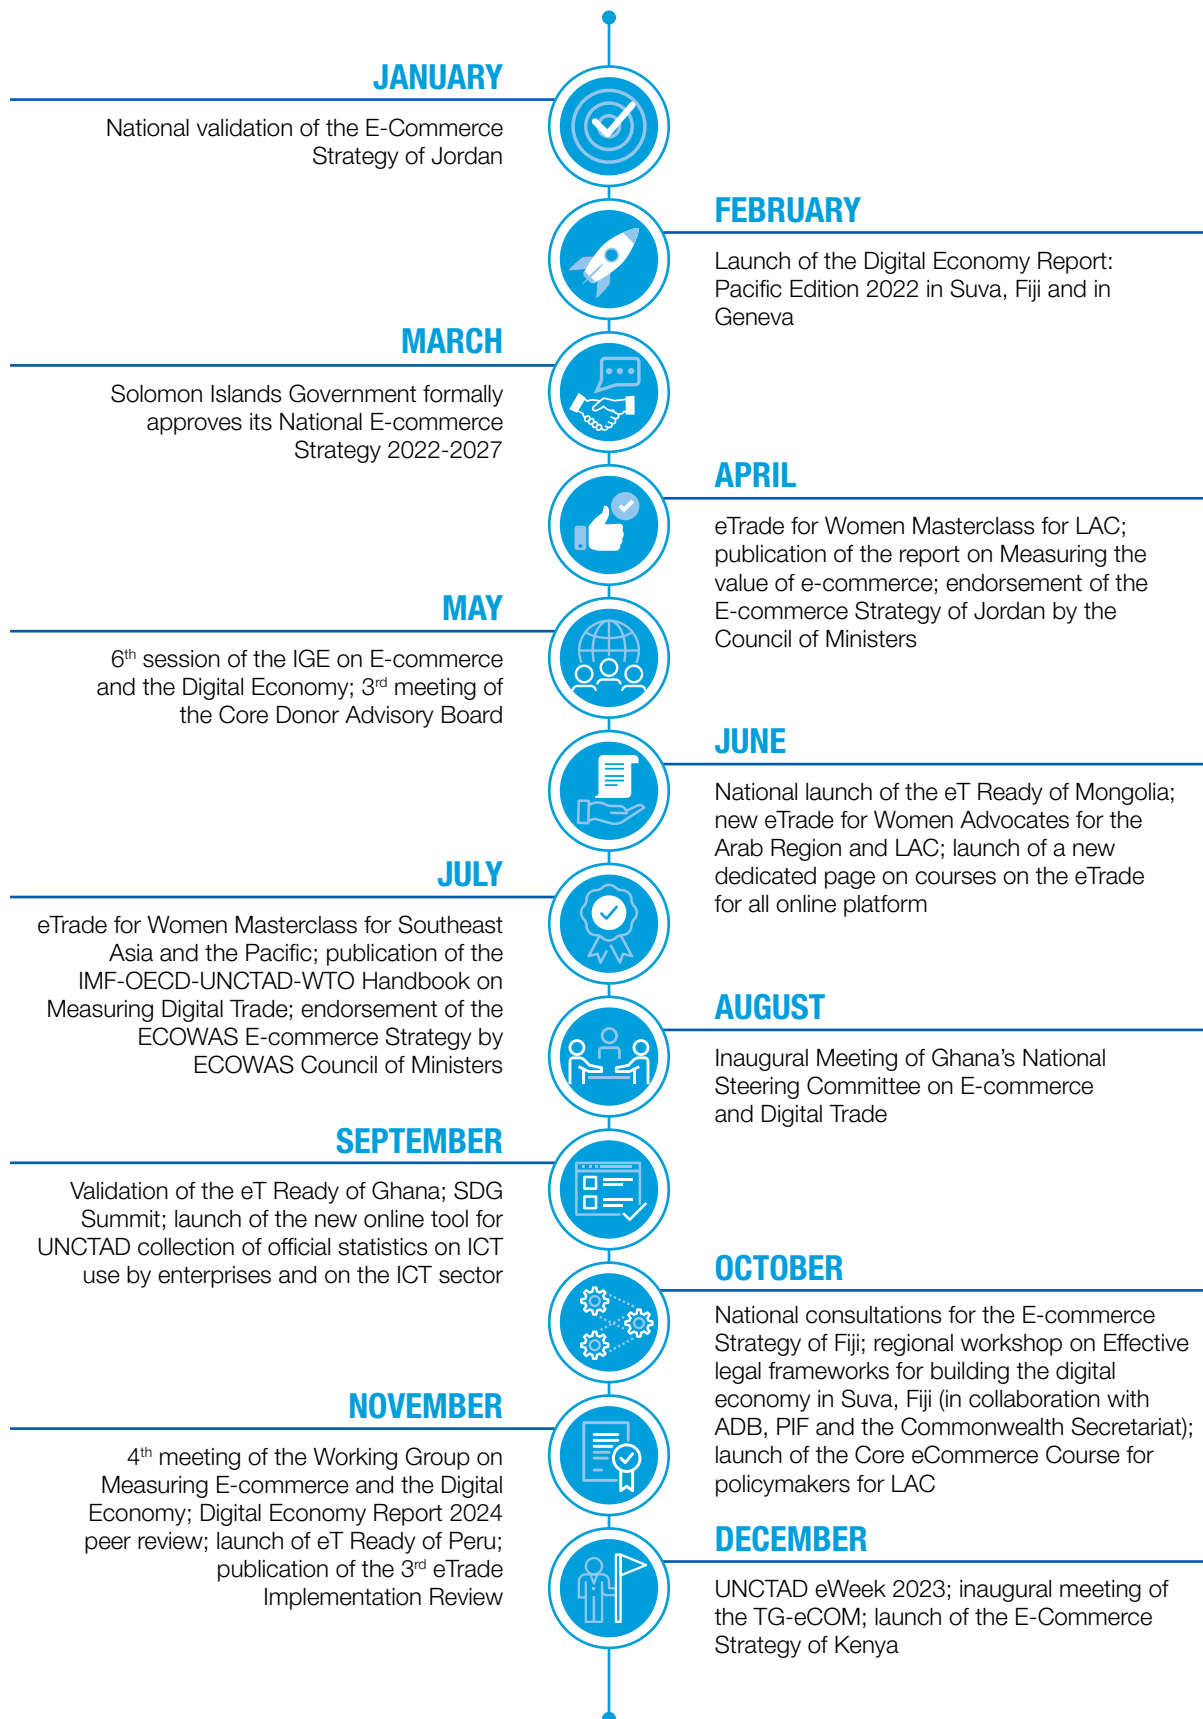 JANUARY
National validation of the E-Commerce
Strategy of Jordan
FEBRUARY
Launch of the Digital Economy Report:
Pacific Edition 2022 in Suva, Fiji and in
Geneva
MARCH
Solomon Islands Government formally
approves its National E-commerce
Strategy 2022-2027
APRIL
eTrade for Women Masterclass for LAC;
publication of the report on Measuring the
value of e-commerce; endorsement of the
E-commerce Strategy of Jordan by the
Council of Ministers
MAY
6th session of the IGE on E-commerce
and the Digital Economy; 3rd meeting of
the Core Donor Advisory Board
JUNE
National launch of the eT Ready of Mongolia;
new eTrade for Women Advocates for the
Arab Region and LAC; launch of a new
dedicated page on courses on the eTrade
for all online platform
JULY
eTrade for Women Masterclass for Southeast
Asia and the Pacific; publication of the
IMF-OECD-UNCTAD-WTO Handbook on
Measuring Digital Trade; endorsement of the
ECOWAS E-commerce Strategy by
ECOWAS Council of Ministers
AUGUST
Inaugural Meeting of Ghana's National
Steering Committee on E-commerce
and Digital Trade
SEPTEMBER
Validation of the eT Ready of Ghana; SDG
Summit; launch of the new online tool for
UNCTAD collection of official statistics on ICT
use by enterprises and on the ICT sector
OCTOBER
National consultations for the E-commerce
Strategy of Fiji; regional workshop on Effective
legal frameworks for building the digital
economy in Suva, Fiji (in collaboration with
ADB, PIF and the Commonwealth Secretariat);
launch of the Core eCommerce Course for
policymakers for LAC
NOVEMBER
4th meeting of the Working Group on
Measuring E-commerce and the Digital
Economy; Digital Economy Report 2024
peer review; launch of eT Ready of Peru;
publication of the 3rd eTrade
Implementation Review
DECEMBER
UNCTAD eWeek 2023; inaugural meeting of
the TG-eCOM; launch of the E-Commerce
Strategy of Kenya